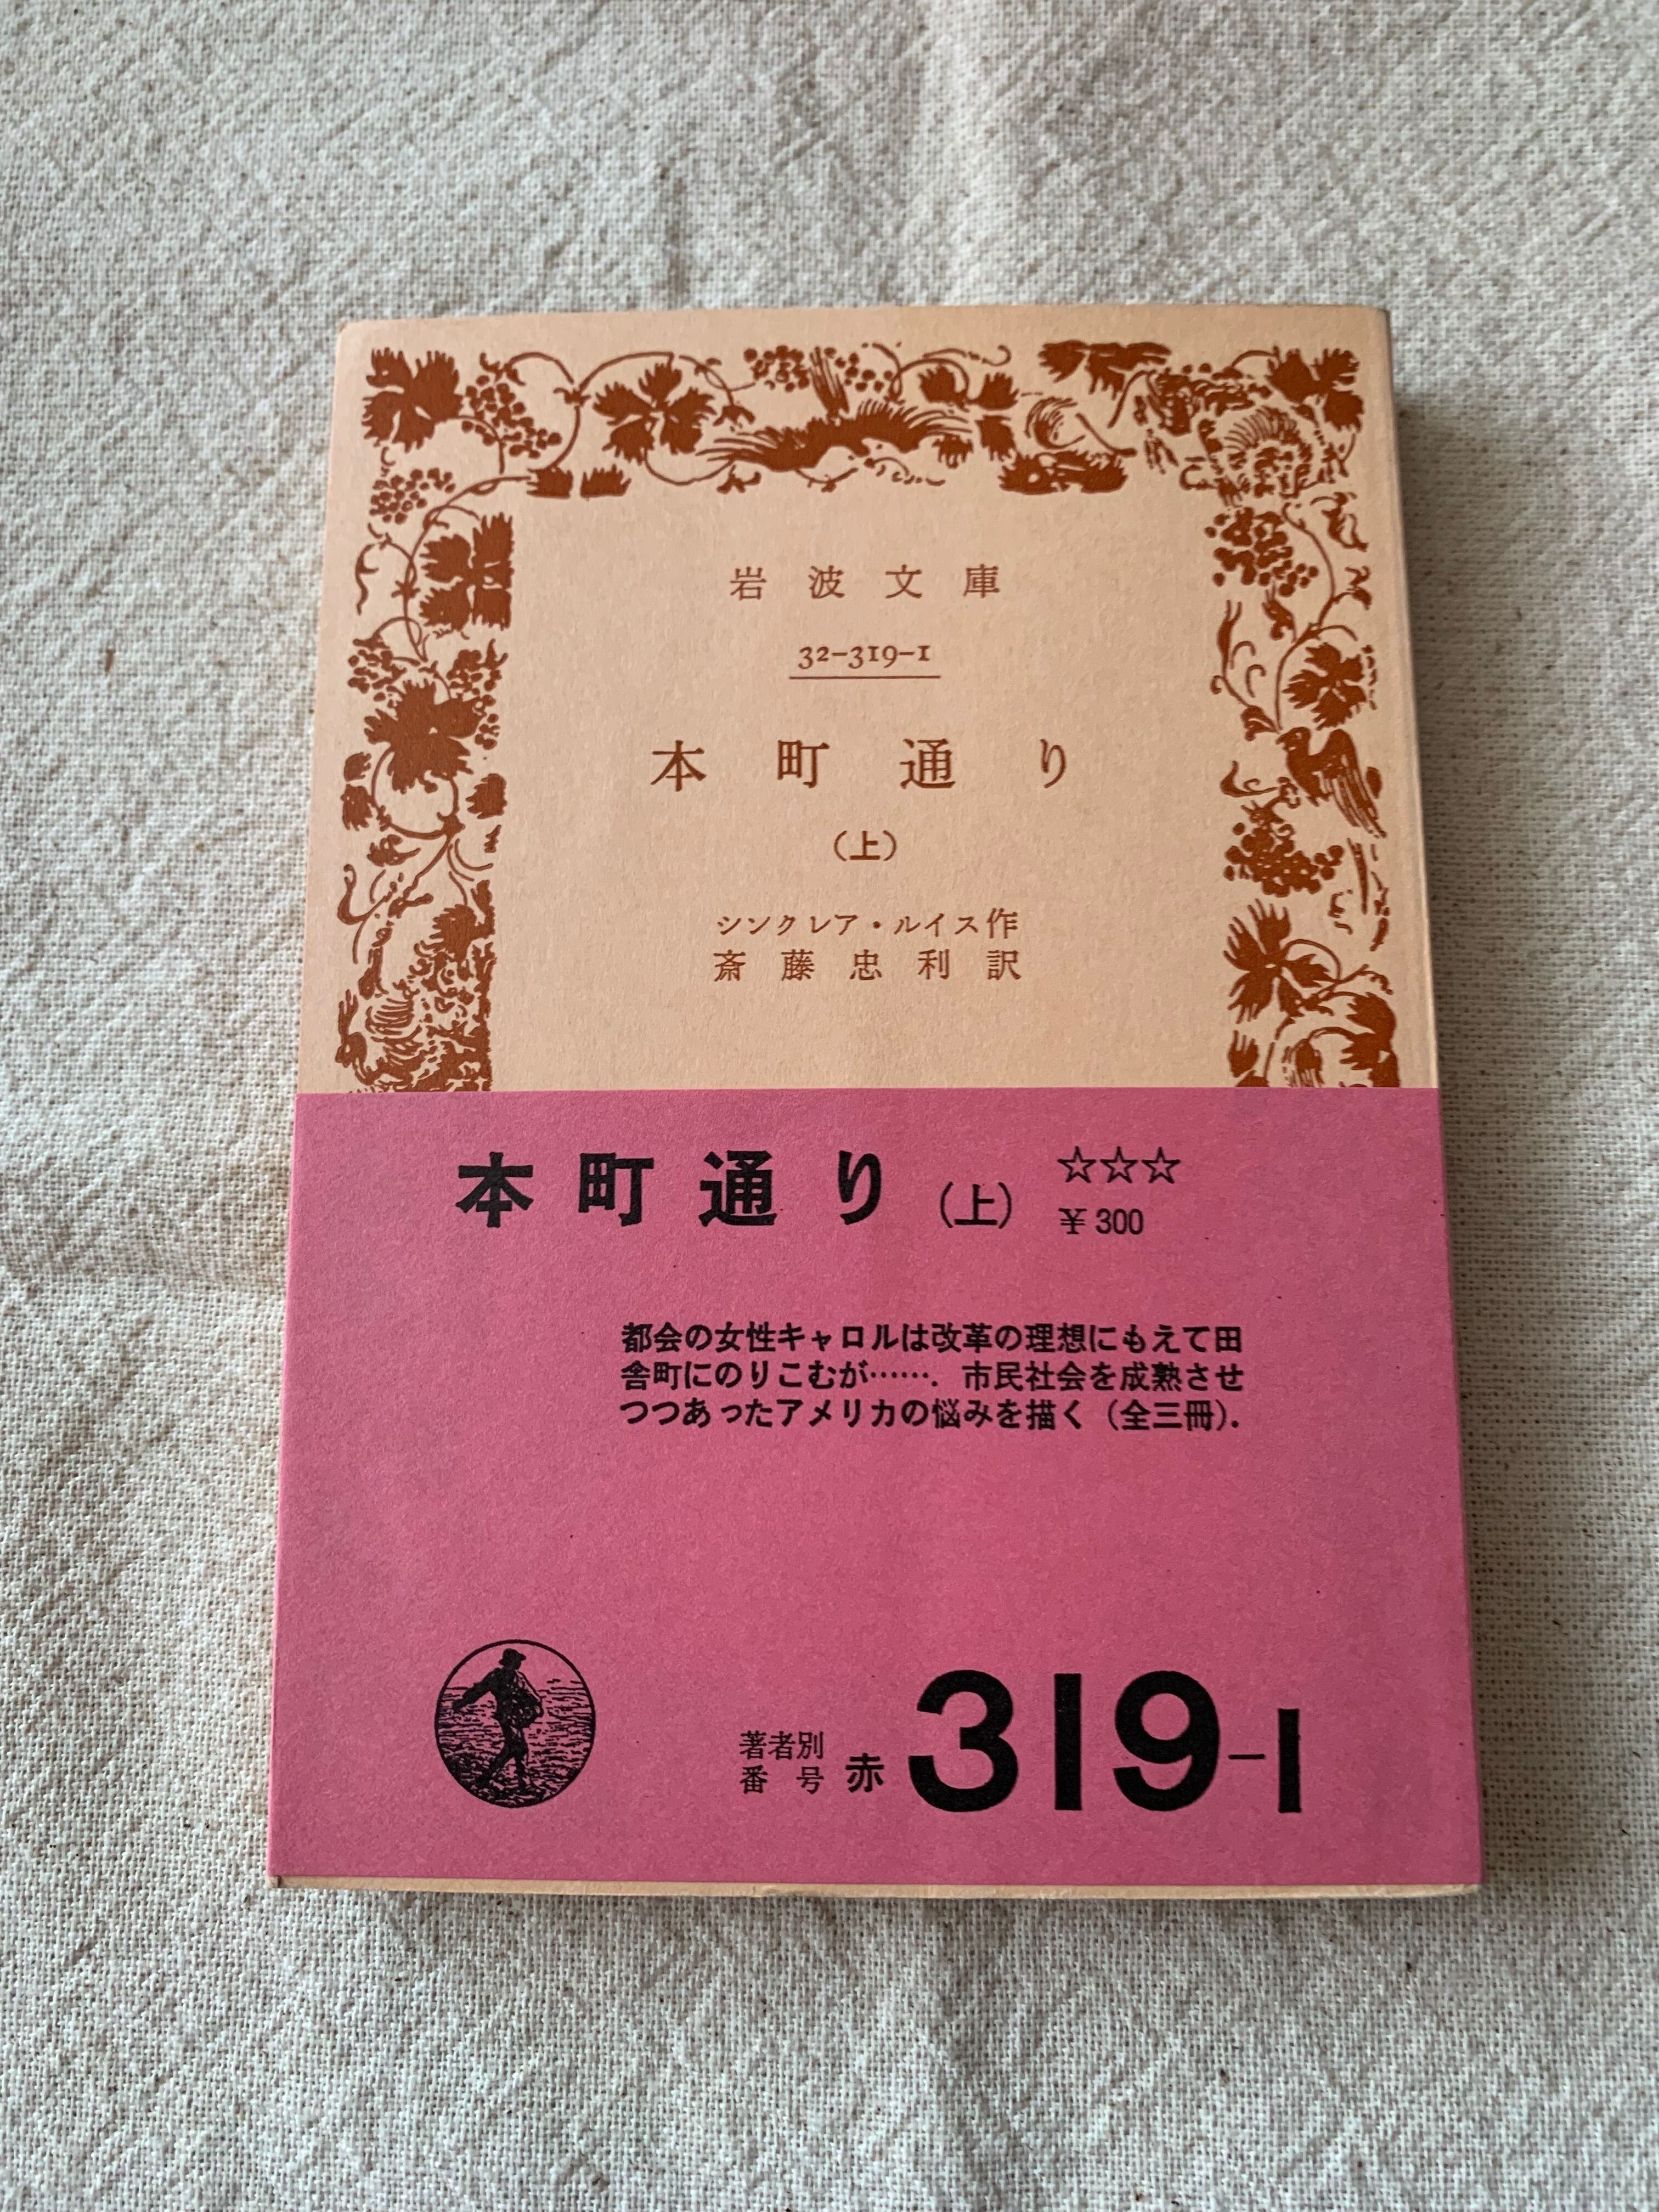 岩波文庫
32-319-1
本町通り
（上）
シンクレア・ルイス作
斎藤忠利訳
本町通り（上） ☆☆☆
¥300
都会の女性キャロルは改革の理想にもえて田
舎町にのりこむが……．市民社会を成熟させ
つつあったアメリカの悩みを描く（全三冊）．
著者別
番号 赤 319-1